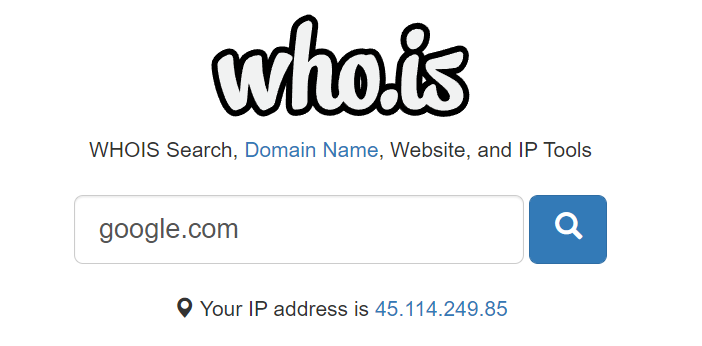 who.is
WHOIS Search, Domain Name, Website, and IP Tools
google.com
Your IP address is 45.114.249.85